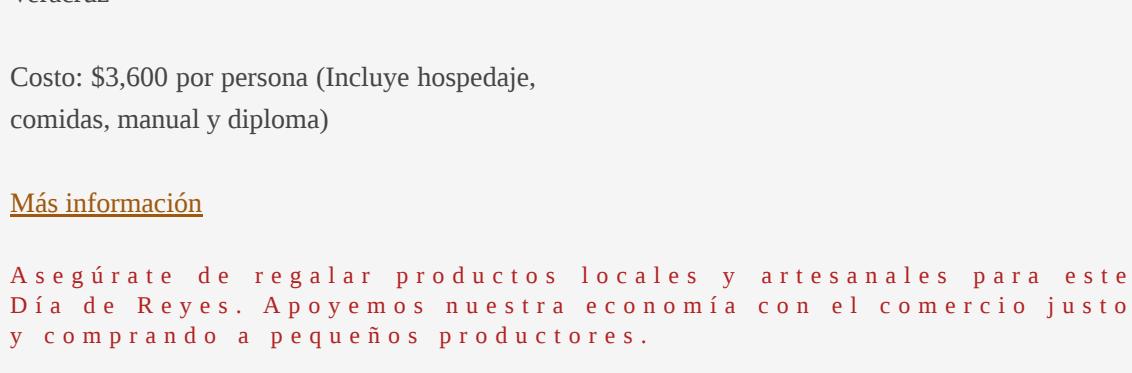 Veracruz
Costo: $3,600 por persona (Incluye hospedaje,
comidas, manual y diploma)
Más información
Asegúrate de regalar productos locales y artesanales para este
Día de Reyes. Apoyemos nuestra economía con el comercio justo
y comprando a pequeños productores.